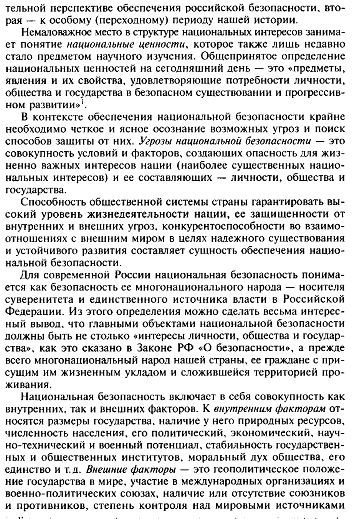 тельной перспективе обеспечения российской безопасности, вто-
рая — к особому (переходному) периоду нашей истории.
Немаловажное место в структуре национальных интересов занима-
ет понятие национальные ценности, которое также лишь недавно
стало предметом научного изучения. Общепринятое определение
национальных ценностей на сегодняшний день — это «предметы,
явления и их свойства, удовлетворяющие потребности личности,
общества и государства в безопасном существовании и прогрессив-
ном развитии»¹.
В контексте обеспечения национальной безопасности крайне
необходимо четкое и ясное осознание возможных угроз и поиск
способов защиты от них. Угрозы национальной безопасности — это
совокупность условий и факторов, создающих опасность для жиз-
ненно важных интересов нации (наиболее существенных нацио-
нальных интересов) и ее составляющих — личности, общества и
государства.
Способность общественной системы страны гарантировать вы-
сокий уровень жизнедеятельности нации, ее защищенности от
внутренних и внешних угроз, конкурентоспособности во взаимо-
отношениях с внешним миром в целях надежного существования
и устойчивого развития составляет сущность обеспечения нацио-
нальной безопасности.
Для современной России национальная безопасность понима-
ется как безопасность ее многонационального народа — носителя
суверенитета и единственного источника власти в Российской
Федерации. Из этого определения можно сделать весьма интерес-
ный вывод, что главными объектами национальной безопасности
должны быть не столько «интересы личности, общества и государ-
ства», как это сказано в Законе РФ «О безопасности», а прежде
всего многонациональный народ нашей страны, ее граждане с при-
сущим им жизненным укладом и сложившейся территорией про-
живания.
Национальная безопасность включает в себя совокупность как
внутренних, так и внешних факторов. К внутренним факторам от-
носятся размеры государства, наличие у него природных ресурсов,
численность населения, его политический, экономический, науч-
но-технический и военный потенциал, стабильность государствен-
ных и общественных институтов, моральный дух общества, его
единство и т.д. Внешние факторы — это геополитическое положе-
ние государства в мире, участие в международных организациях и
военно-политических союзах, наличие или отсутствие союзников
и противников, степень контроля над мировыми источниками